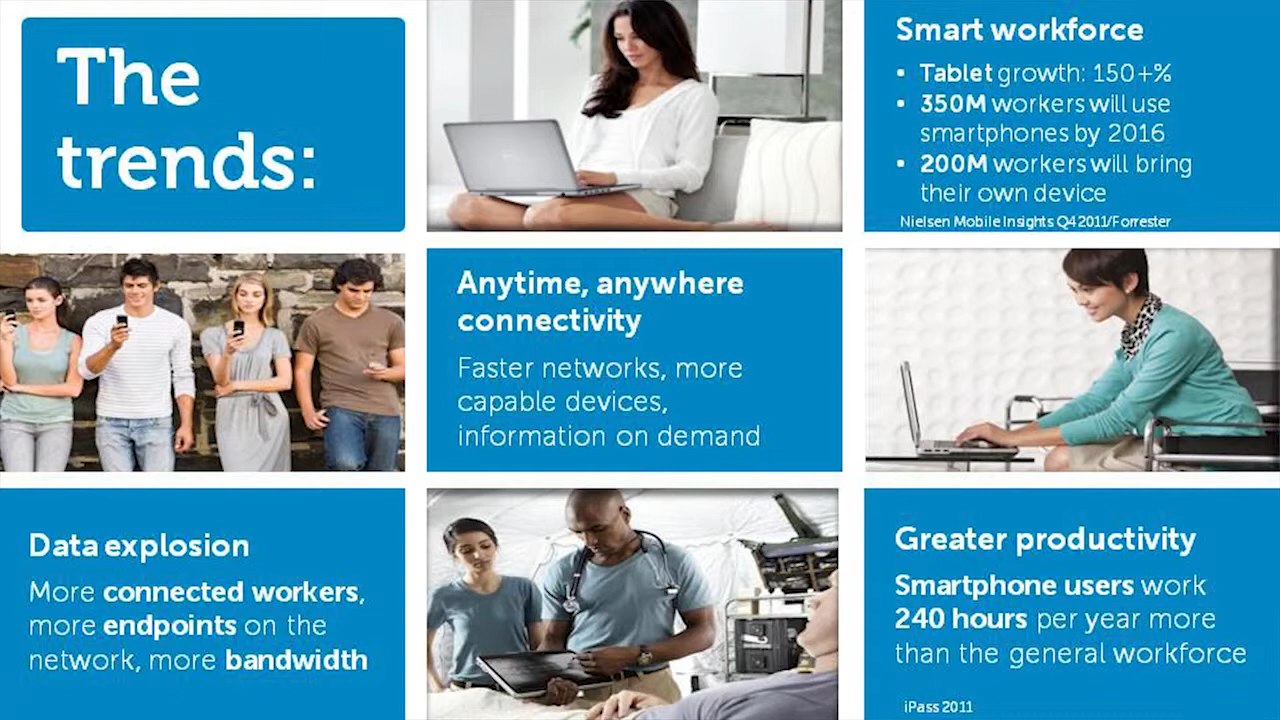 The
trends:
Smart workforce
• Tablet growth: 150+%
• 350M workers will use
smartphones by 2016
• 200M workers will bring
their own device
Nielsen Mobile Insights Q4 2011/Forrester
Anytime, anywhere
connectivity
Faster networks, more
capable devices,
information on demand
Data explosion
More connected workers,
more endpoints on the
network, more bandwidth
Greater productivity
Smartphone users work
240 hours per year more
than the general workforce
iPass 2011